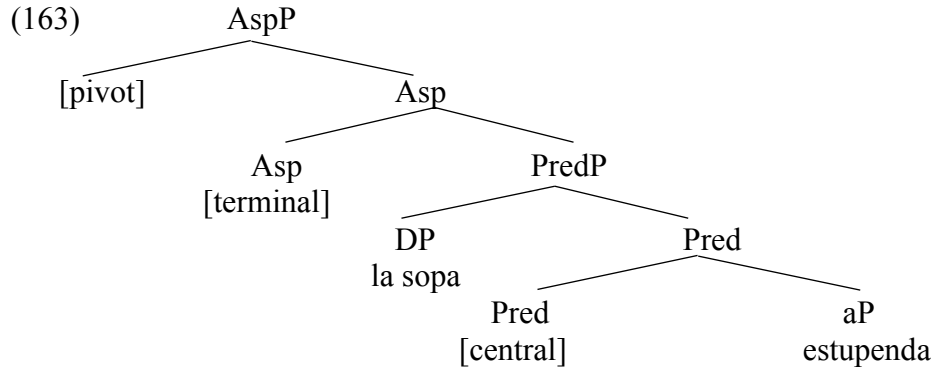 (163) AspP
[pivot] Asp
Asp PredP
[terminal]
DP Pred
la sopa
Pred aP
[central] estupenda